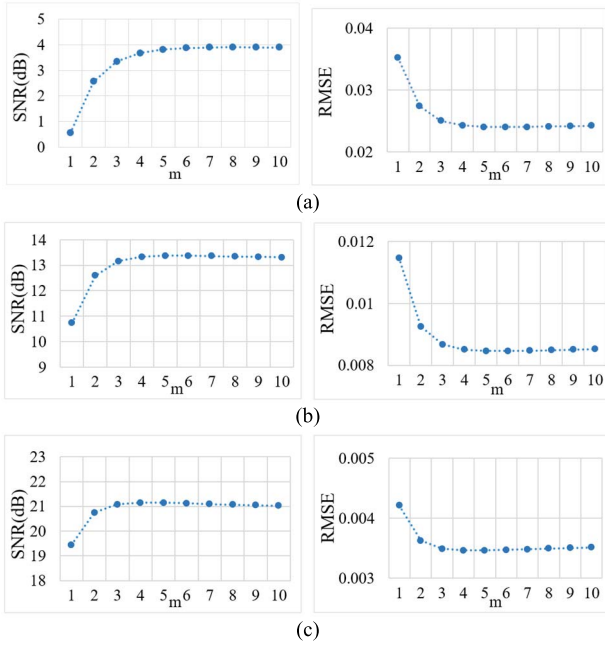 SNR(dB)
5
4
3
2
1
0
1 2 3 4 5 6 7 8 9 10
m
RMSE
0.04
0.03
0.02
1 2 3 4 5 6 7 8 9 10
m
(a)
SNR(dB)
14
13
12
11
10
9
1 2 3 4 5 6 7 8 9 10
m
RMSE
0.012
0.01
0.008
1 2 3 4 5 6 7 8 9 10
m
(b)
SNR(dB)
23
22
21
20
19
18
1 2 3 4 5 6 7 8 9 10
m
RMSE
0.005
0.004
0.003
1 2 3 4 5 6 7 8 9 10
m
(c)